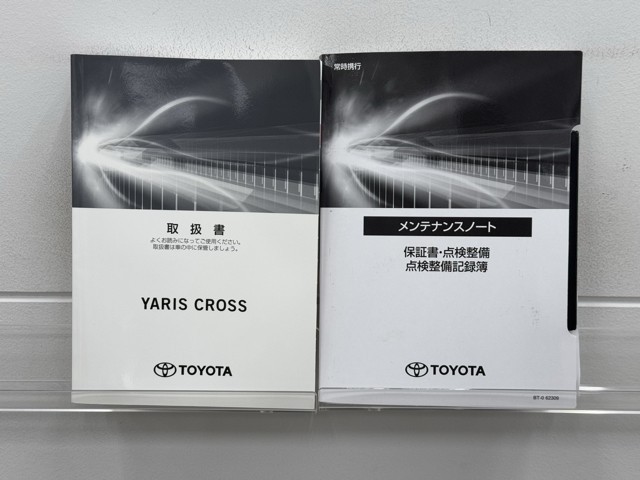 取扱書
よくお読みになってご使用ください。
取扱書は車の中に保管しましょう。
YARIS CROSS
TOYOTA
常時携行
メンテナンスノート
保証書・点検整備
点検整備記録簿
TOYOTA